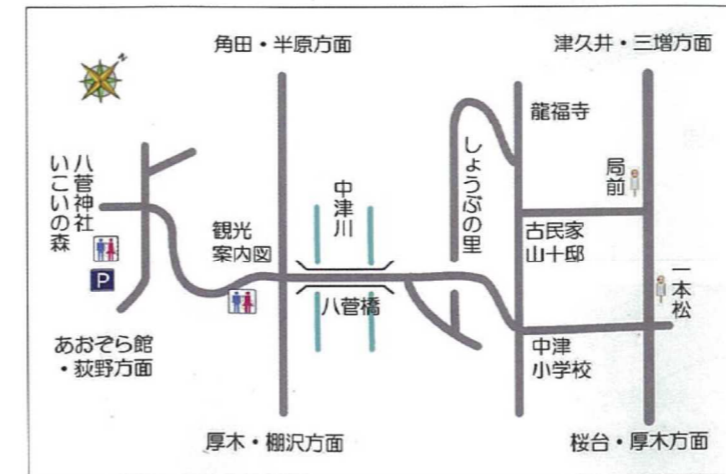 N
角田・半原方面
津久井・三増方面
龍福寺
しょうぶの里
局前
中津川
八菅神社
いこいの森
観光
案内図
古民家
山十邸
一本松
P
八菅橋
あおぞら館
・荻野方面
中津
小学校
厚木・棚沢方面
桜台・厚木方面